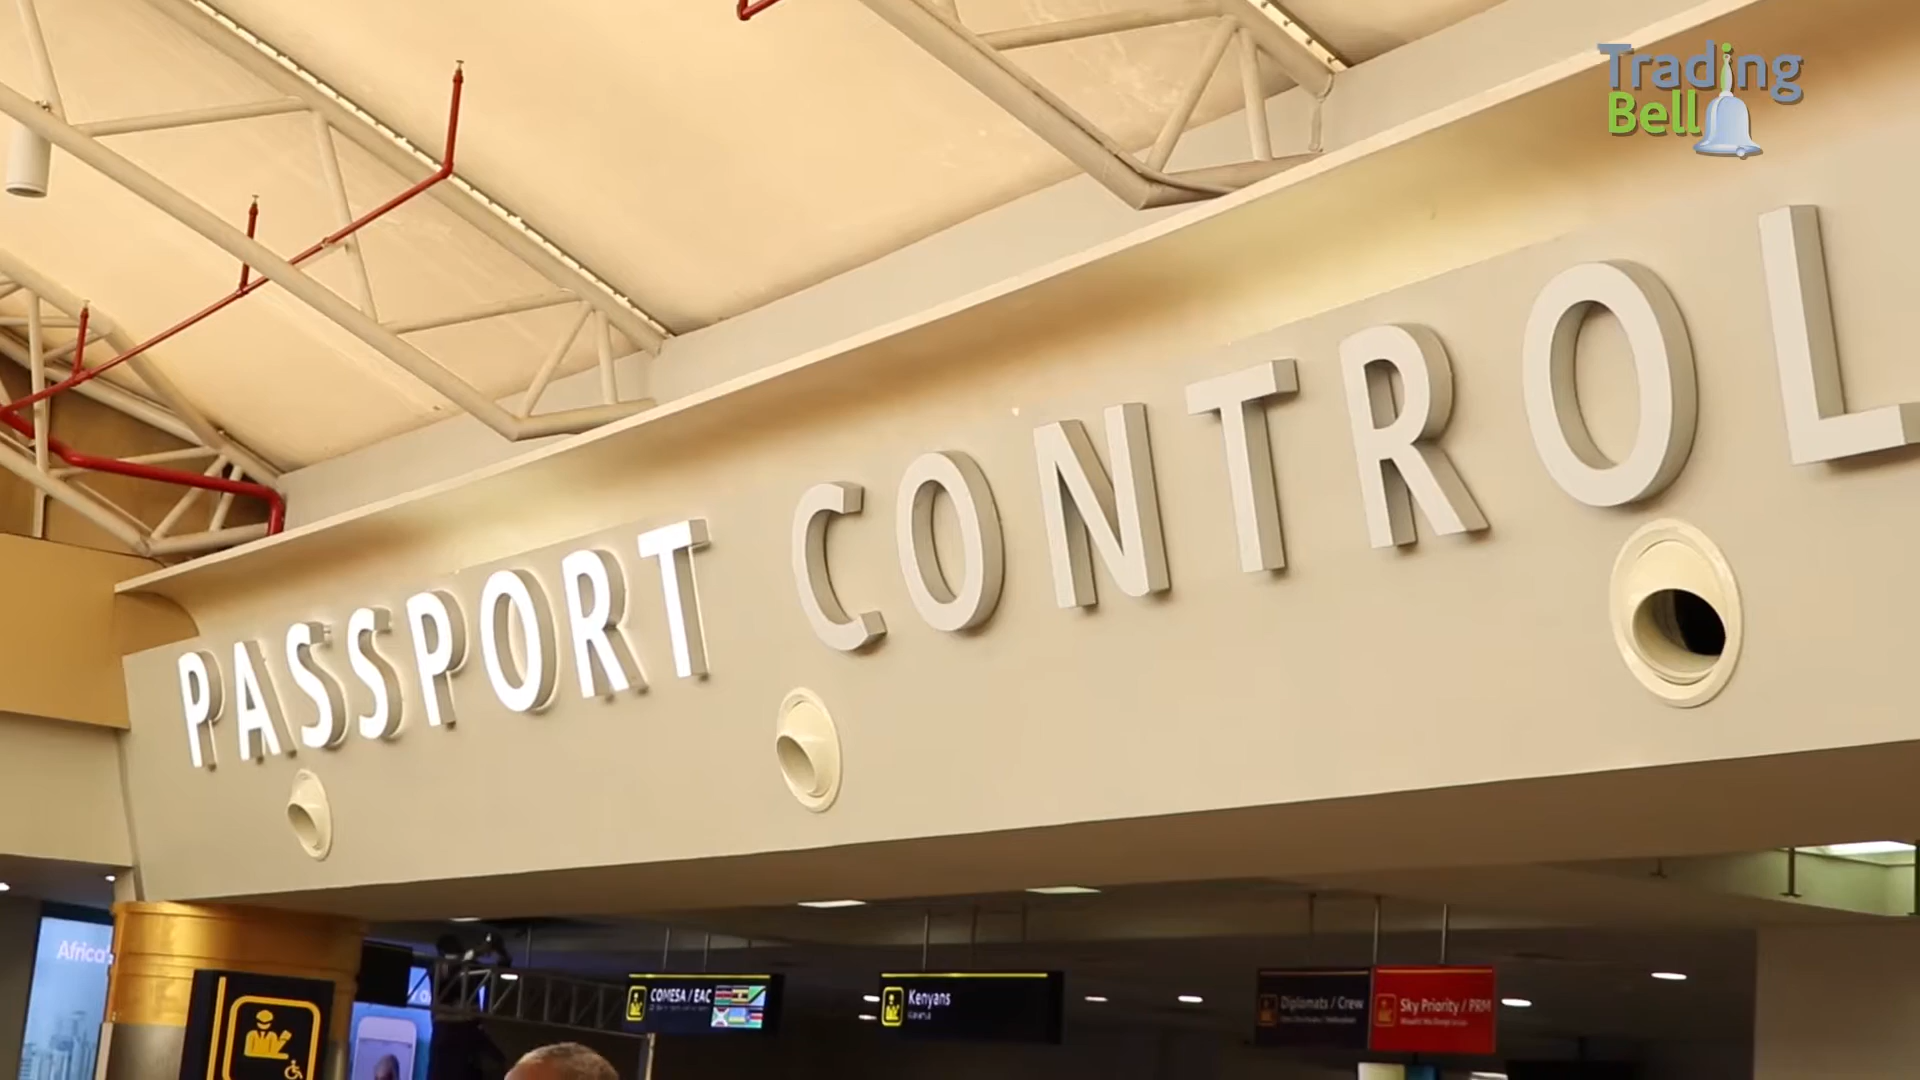 Trading
Bell
PASSPORT CONTROL
Africa's
COMESA / EAC
Kenyans
Diplomats / Crew
Sky Priority / PRM